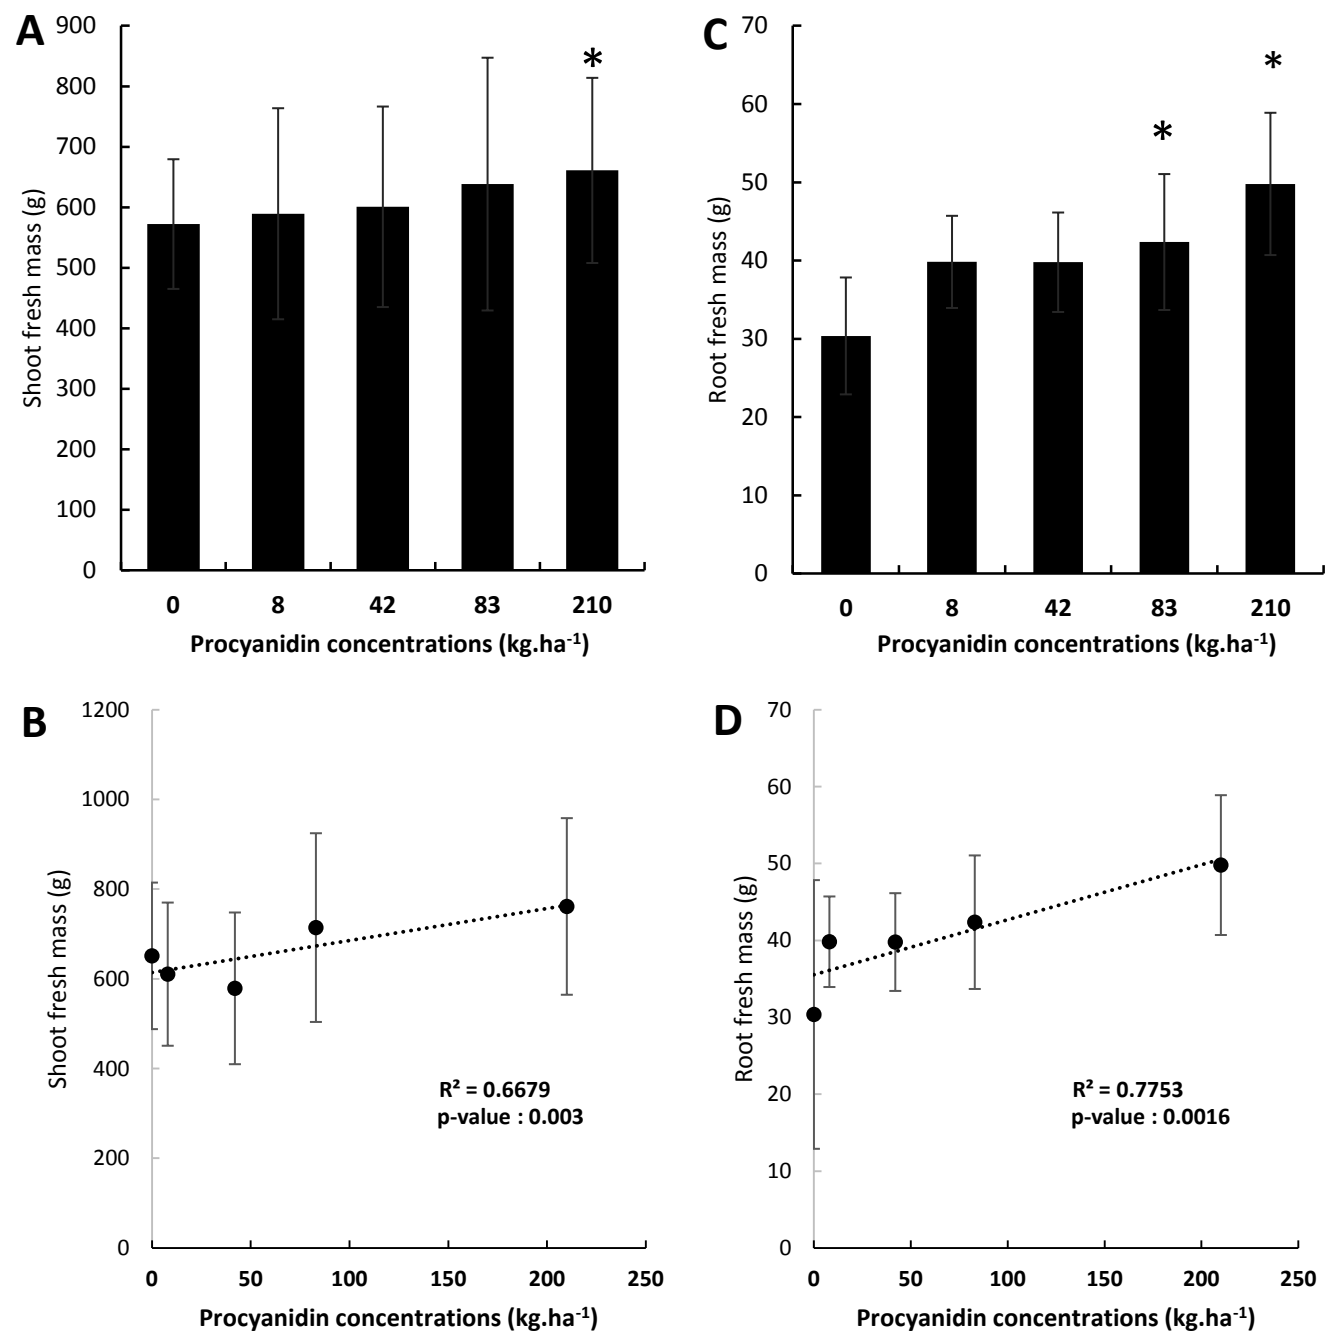 A
900
800
700
600
500
400
300
200
100
0
Shoot fresh mass (g)
*
0 8 42 83 210
Procyanidin concentrations (kg.ha⁻¹)
C
70
60
50
40
30
20
10
0
Root fresh mass (g)
*
*
0 8 42 83 210
Procyanidin concentrations (kg.ha⁻¹)
B
1200
1000
800
600
400
200
0
Shoot fresh mass (g)
R² = 0.6679
p-value : 0.003
0 50 100 150 200 250
Procyanidin concentrations (kg.ha⁻¹)
D
70
60
50
40
30
20
10
0
Root fresh mass (g)
R² = 0.7753
p-value : 0.0016
0 50 100 150 200 250
Procyanidin concentrations (kg.ha⁻¹)